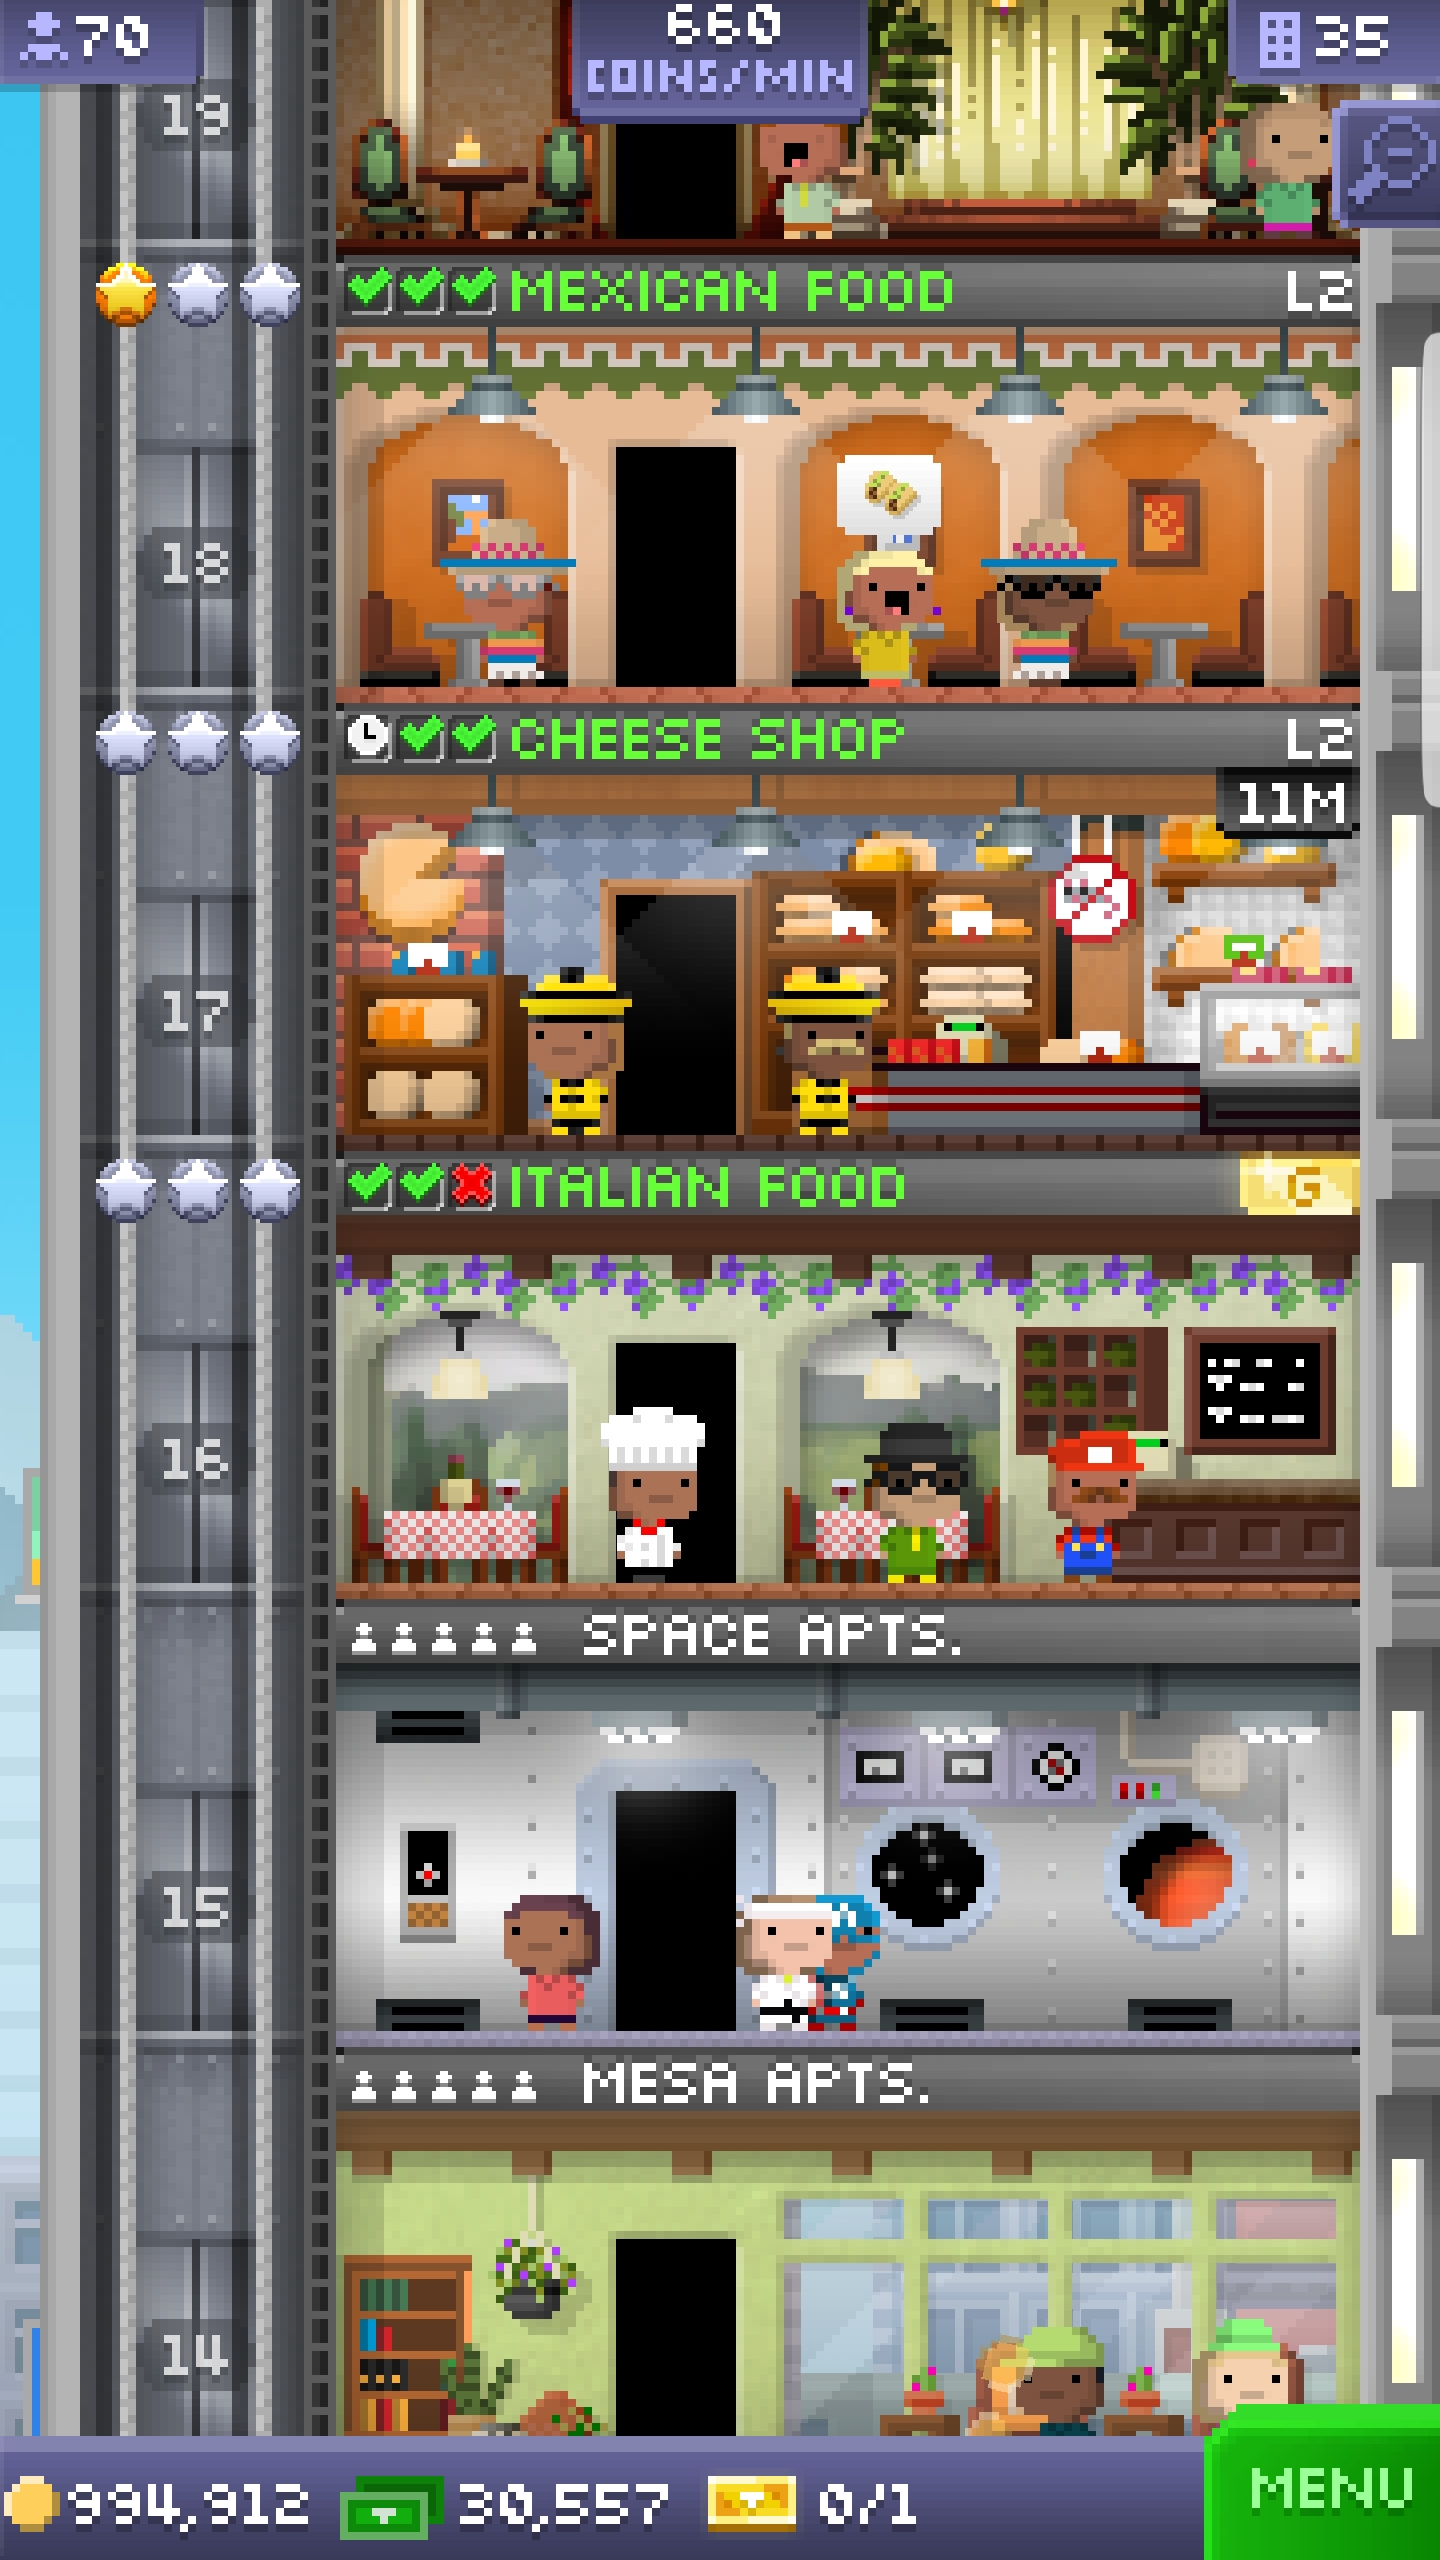 70
660
COINS/MIN
35
19
MEXICAN FOOD L2
18
CHEESE SHOP L2
11M
17
ITALIAN FOOD G
16
SPACE APTS.
15
MESA APTS.
14
994,912 30,557 0/1 MENU